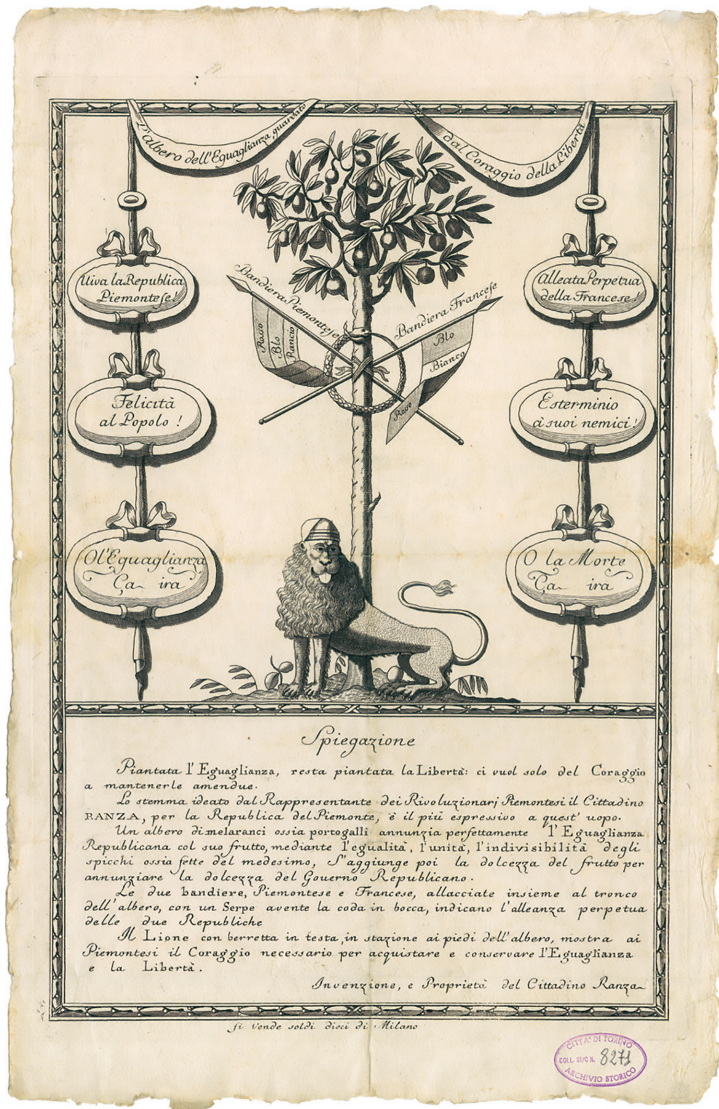 L'albero dell'Eguaglianza, guardato
dal Coraggio della Libertà
Viva la Republica
Piemontese!
Alleata Perpetua
della Francese!
Bandiera Piemontese
Rosso
Blo
Rancio
Bandiera Francese
Blo
Bianco
Roso
Felicità
al Popolo!
Esterminio
à suoi nemici!
O l'Eguaglianza
Ça ira
O la Morte
Ça ira
Spiegazione
Piantata l'Eguaglianza, resta piantata la Libertà: ci vuol solo del Coraggio
a mantenerle amendue.
Lo stemma ideato dal Rappresentante dei Rivoluzionarj Piemontesi il Cittadino
RANZA, per la Republica del Piemonte, è il più espressivo a quest'uopo.
Un albero di melaranci ossia portogalli annunzia perfettamente l'Eguaglianza
Republicana col suo frutto, mediante l'egualità, l'unità, l'indivisibilità degli
spicchi ossia fette del medesimo, S'aggiunge poi la dolcezza del frutto per
annunziare la dolcezza del Governo Republicano.
Le due bandiere, Piemontese e Francese, allacciate insieme al tronco
dell'albero, con un Serpe avente la coda in bocca, indicano l'alleanza perpetua
delle due Republiche
Il Lione con berretta in testa, in stazione ai piedi dell'albero, mostra ai
Piemontesi il Coraggio necessario per acquistare e conservare l'Eguaglianza
e la Libertà.
Invenzione, e Proprietà del Cittadino Ranza
si Vende soldi dieci di Milano
CITTÀ DI TORINO
COLL. SIMEON 8271
ARCHIVIO STORICO